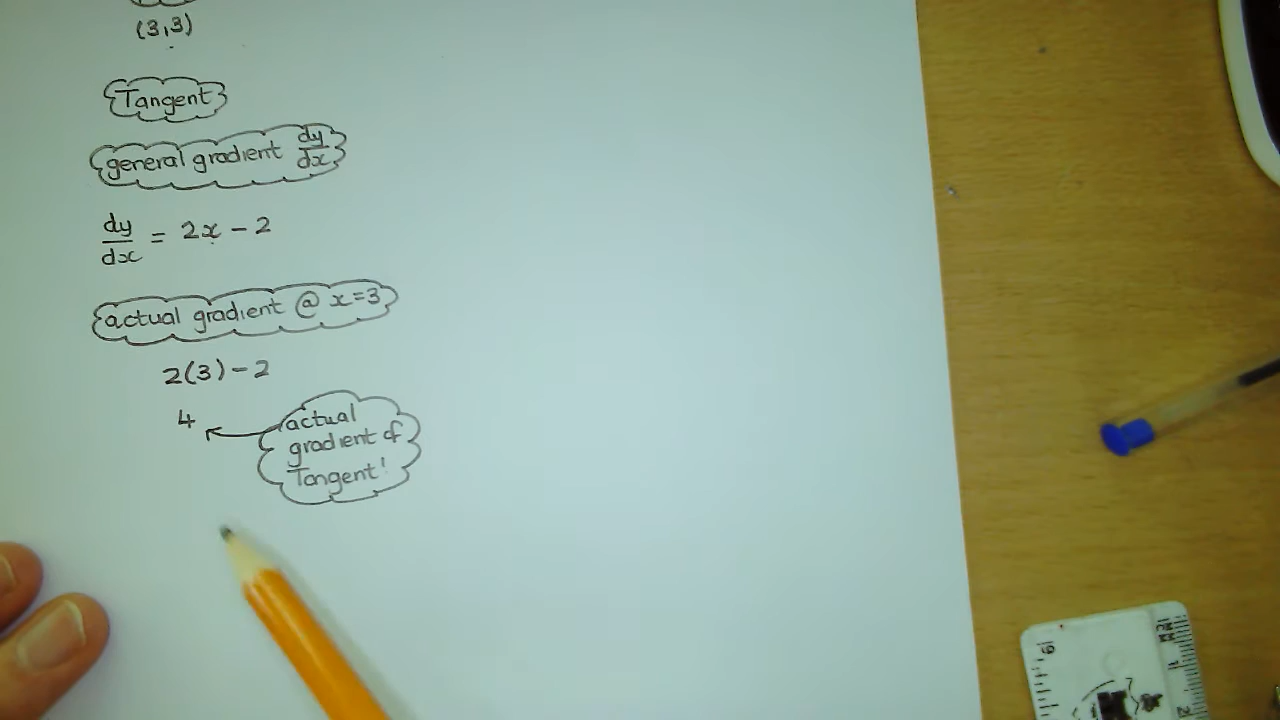 (3,3)
Tangent
general gradient dy/dx
dy/dx = 2x - 2
actual gradient @ x=3
2(3) - 2
4
actual
gradient of
Tangent!